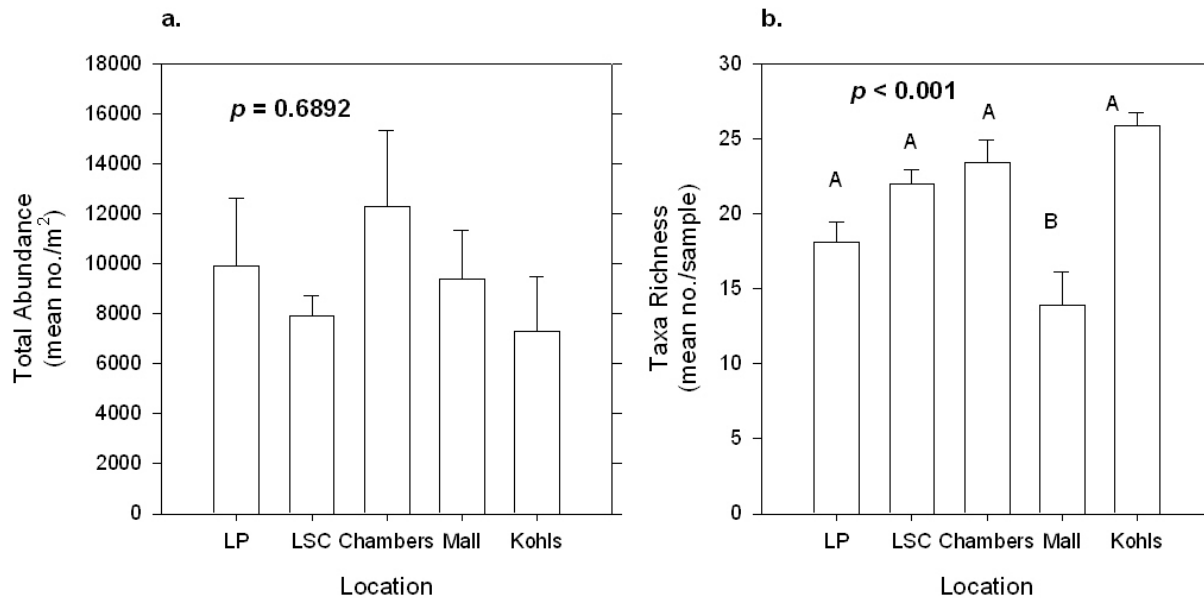 a.
18000
16000
14000
12000
10000
8000
6000
4000
2000
0
Total Abundance
(mean no./m²)
p = 0.6892
LP LSC Chambers Mall Kohls
Location
b.
30
25
20
15
10
5
0
Taxa Richness
(mean no./sample)
p < 0.001
A
A
A
B
A
LP LSC Chambers Mall Kohls
Location